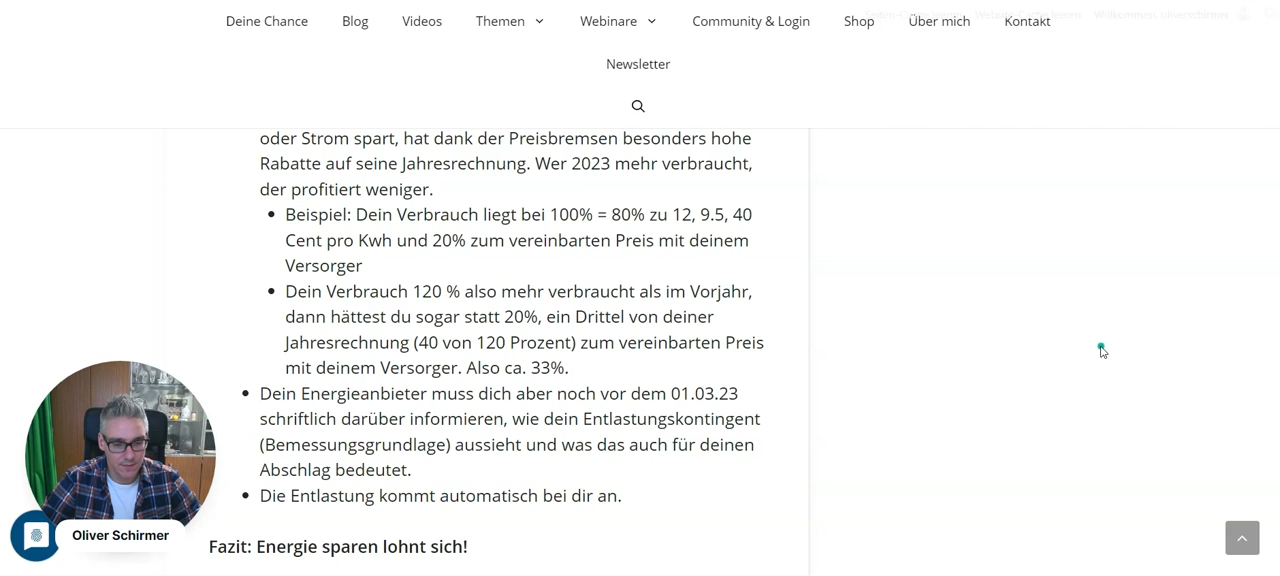 Deine Chance Blog Videos Themen Webinare Community & Login Shop Über mich Kontakt
Newsletter
oder Strom spart, hat dank der Preisbremsen besonders hohe
Rabatte auf seine Jahresrechnung. Wer 2023 mehr verbraucht,
der profitiert weniger.
Beispiel: Dein Verbrauch liegt bei 100% = 80% zu 12, 9.5, 40
Cent pro Kwh und 20% zum vereinbarten Preis mit deinem
Versorger
Dein Verbrauch 120 % also mehr verbraucht als im Vorjahr,
dann hättest du sogar statt 20%, ein Drittel von deiner
Jahresrechnung (40 von 120 Prozent) zum vereinbarten Preis
mit deinem Versorger. Also ca. 33%.
Dein Energieanbieter muss dich aber noch vor dem 01.03.23
schriftlich darüber informieren, wie dein Entlastungskontingent
(Bemessungsgrundlage) aussieht und was das auch für deinen
Abschlag bedeutet.
Die Entlastung kommt automatisch bei dir an.
Oliver Schirmer
Fazit: Energie sparen lohnt sich!